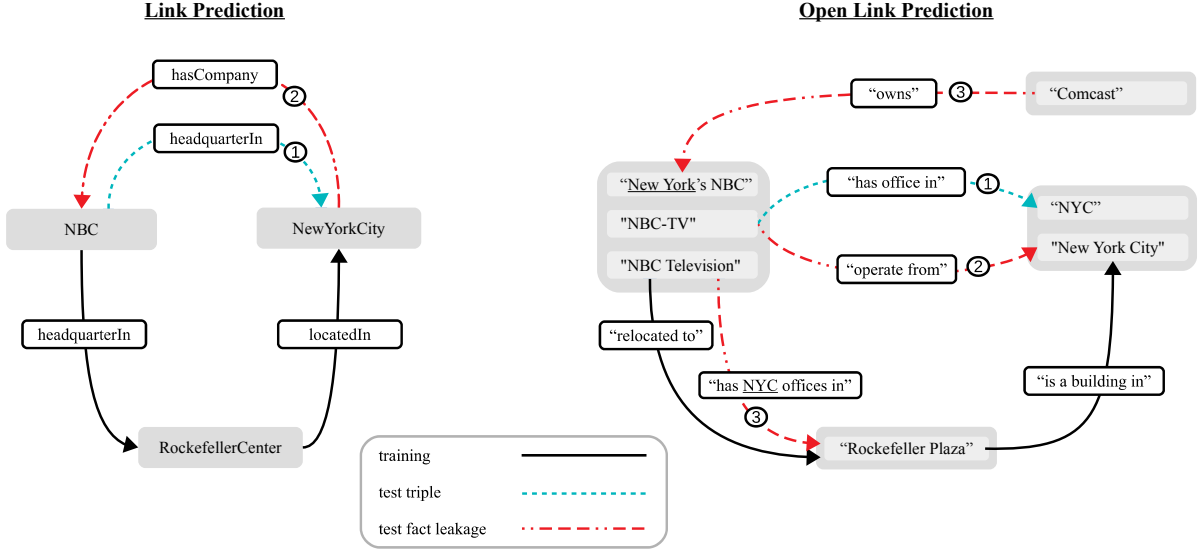 Link Prediction
hasCompany
2
headquarterIn
1
NBC
NewYorkCity
headquarterIn
locatedIn
RockefellerCenter
Open Link Prediction
“owns”
3
“Comcast”
“New York’s NBC”
"NBC-TV"
"NBC Television"
“has office in”
1
“NYC”
"New York City"
“operate from”
2
“relocated to”
“has NYC offices in”
3
“is a building in”
“Rockefeller Plaza”
training
test triple
test fact leakage